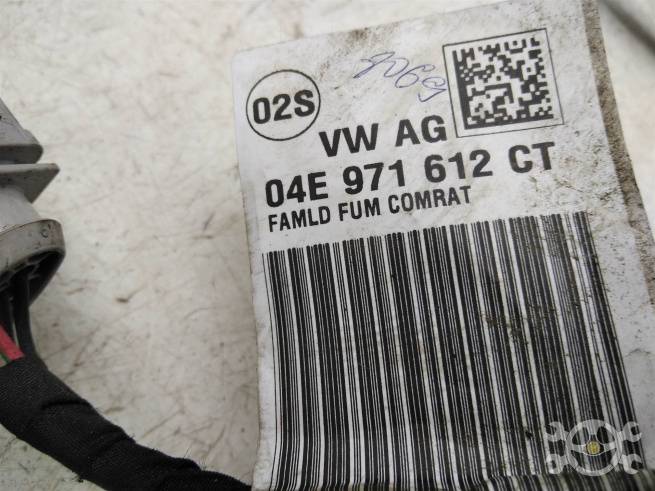 02S
VW AG
04E 971 612 CT
FAMLD FUM COMRAT